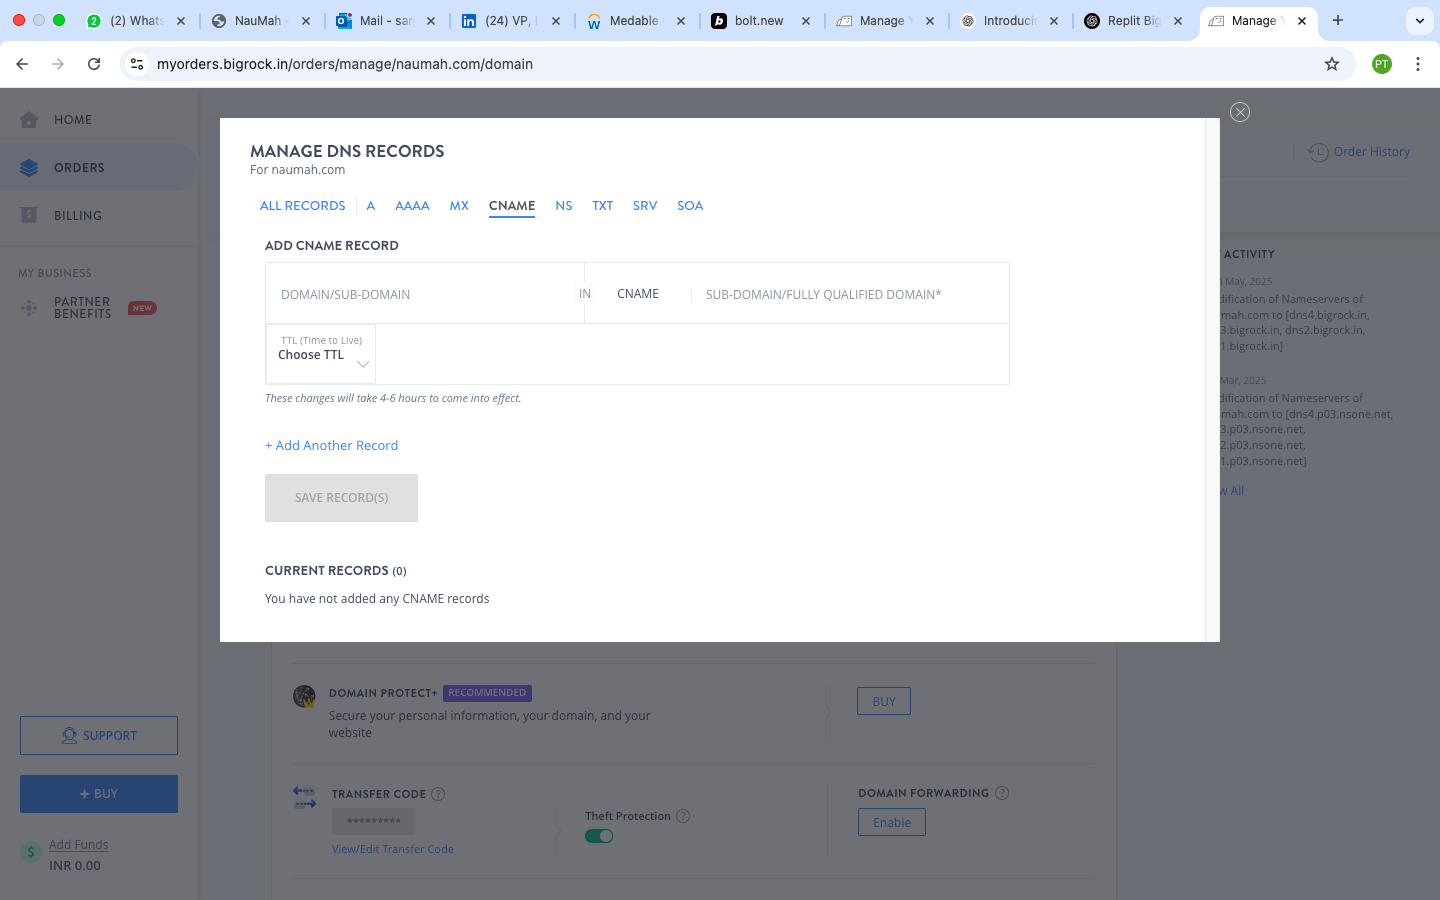 (2) Whats
NauMah -
Mail - san
(24) VP,
Medable
bolt.new
Manage Y
Introducin
Replit Big
Manage Y
myorders.bigrock.in/orders/manage/naumah.com/domain
PT
HOME
ORDERS
BILLING
MY BUSINESS
PARTNER BENEFITS NEW
SUPPORT
+ BUY
$
Add Funds
INR 0.00
MANAGE DNS RECORDS
For naumah.com
ALL RECORDS A AAAA MX CNAME NS TXT SRV SOA
ADD CNAME RECORD
DOMAIN/SUB-DOMAIN IN CNAME SUB-DOMAIN/FULLY QUALIFIED DOMAIN*
TTL (Time to Live)
Choose TTL
These changes will take 4-6 hours to come into effect.
+ Add Another Record
SAVE RECORD(S)
CURRENT RECORDS (0)
You have not added any CNAME records
Order History
ACTIVITY
May, 2025
dification of Nameservers of
mah.com to [dns4.bigrock.in,
3.bigrock.in, dns2.bigrock.in,
1.bigrock.in]
Mar, 2025
dification of Nameservers of
mah.com to [dns4.p03.nsone.net,
3.p03.nsone.net,
2.p03.nsone.net,
1.p03.nsone.net]
w All
DOMAIN PROTECT+ RECOMMENDED
Secure your personal information, your domain, and your
website
BUY
TRANSFER CODE ?
*********
View/Edit Transfer Code
Theft Protection ?
DOMAIN FORWARDING ?
Enable